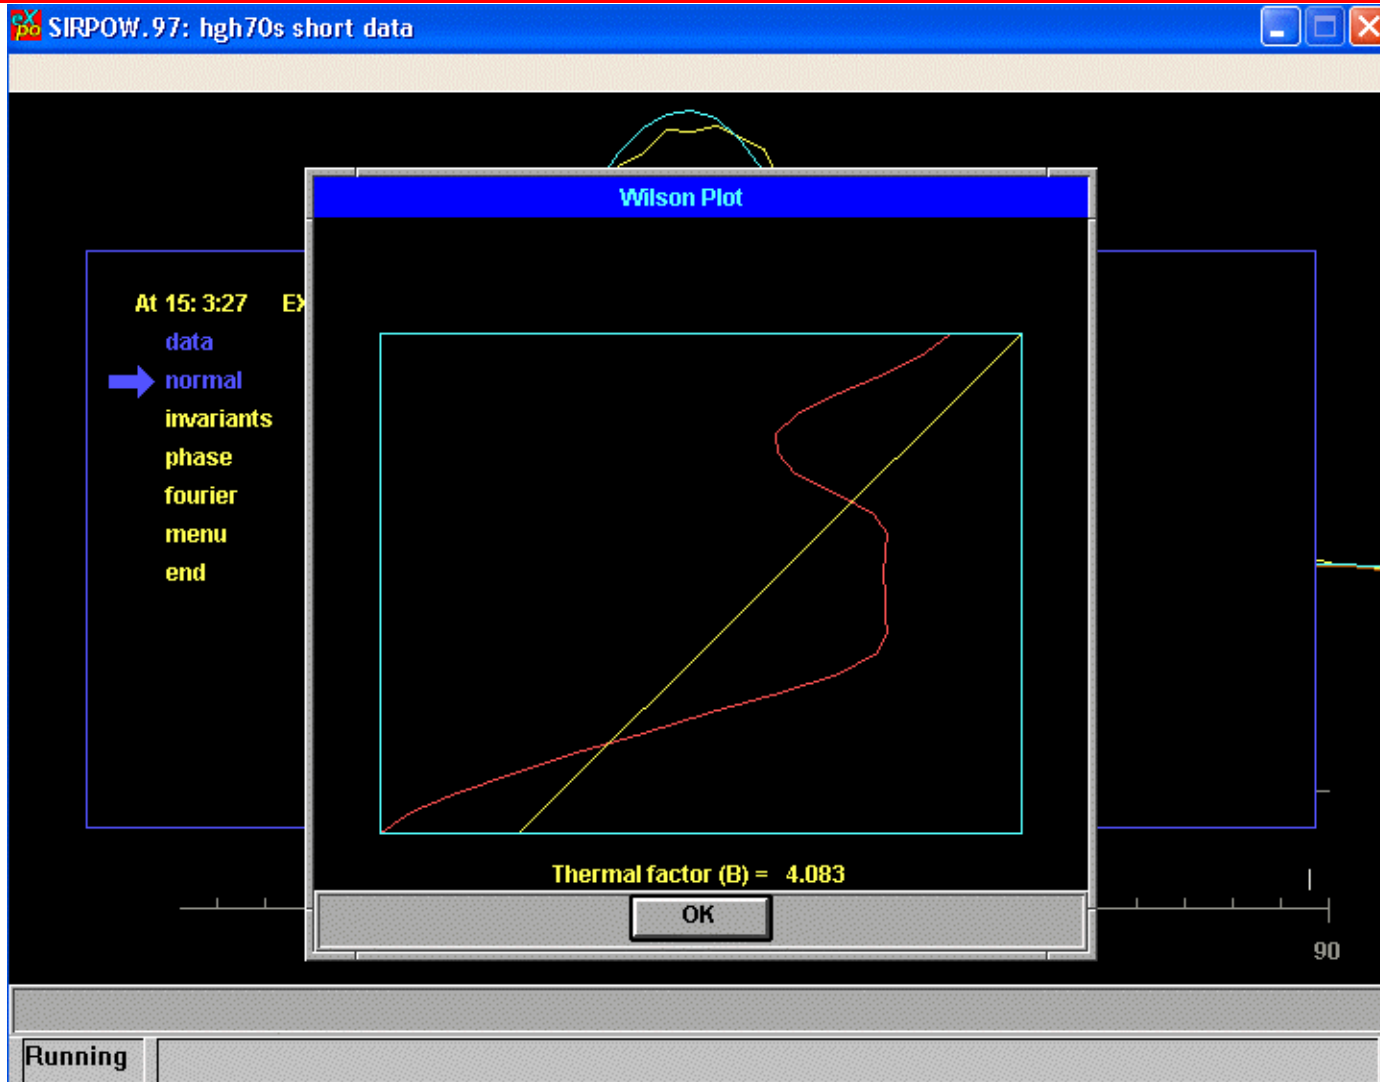 eXpo SIRPOW.97: hgh70s short data
Wilson Plot
At 15: 3:27 EX
data
normal
invariants
phase
fourier
menu
end
Thermal factor (B) = 4.083
OK
90
Running